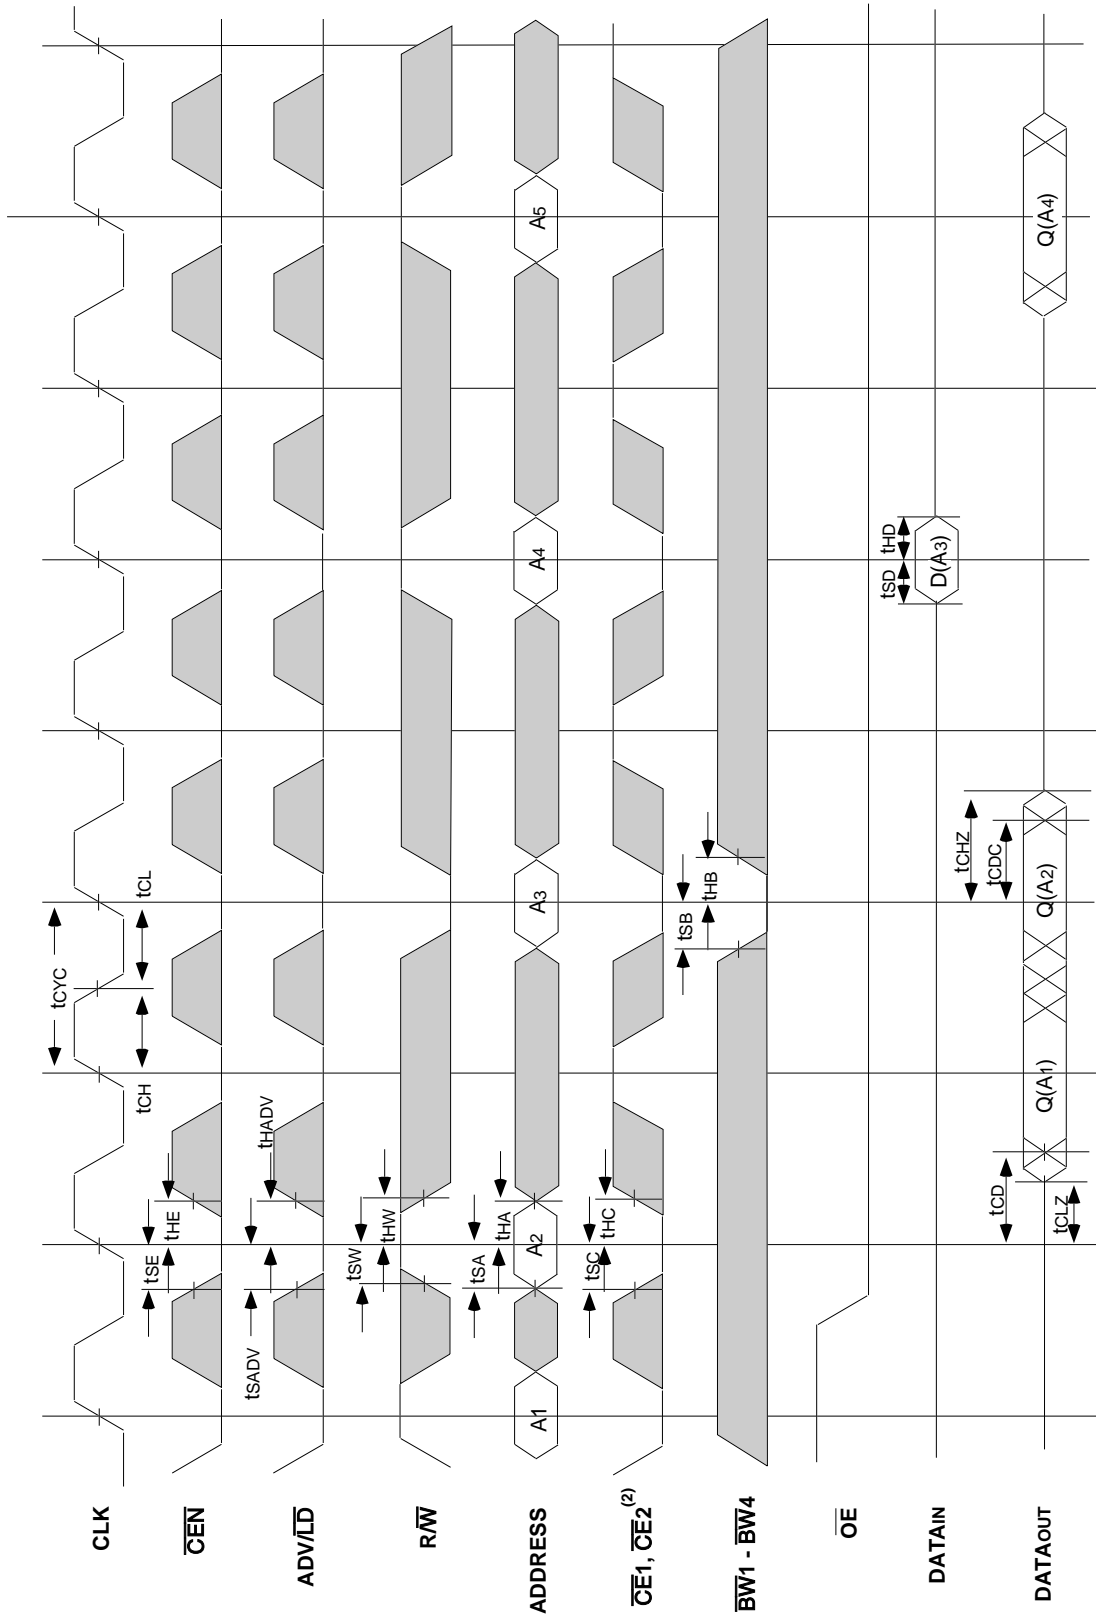 CLK
tCYC
tCH
tCL
CEN
tSE
tHE
ADV/LD
tSADV
tHADV
R/W
tSW
tHW
ADDRESS
A1
A2
A3
A4
A5
tSA
tHA
CE1, CE2(2)
tSC
tHC
BW1 - BW4
tSB
tHB
OE
DATAIN
tSD
tHD
D(A3)
DATAOUT
tCD
tCLZ
Q(A1)
Q(A2)
tCHZ
tCDC
Q(A4)